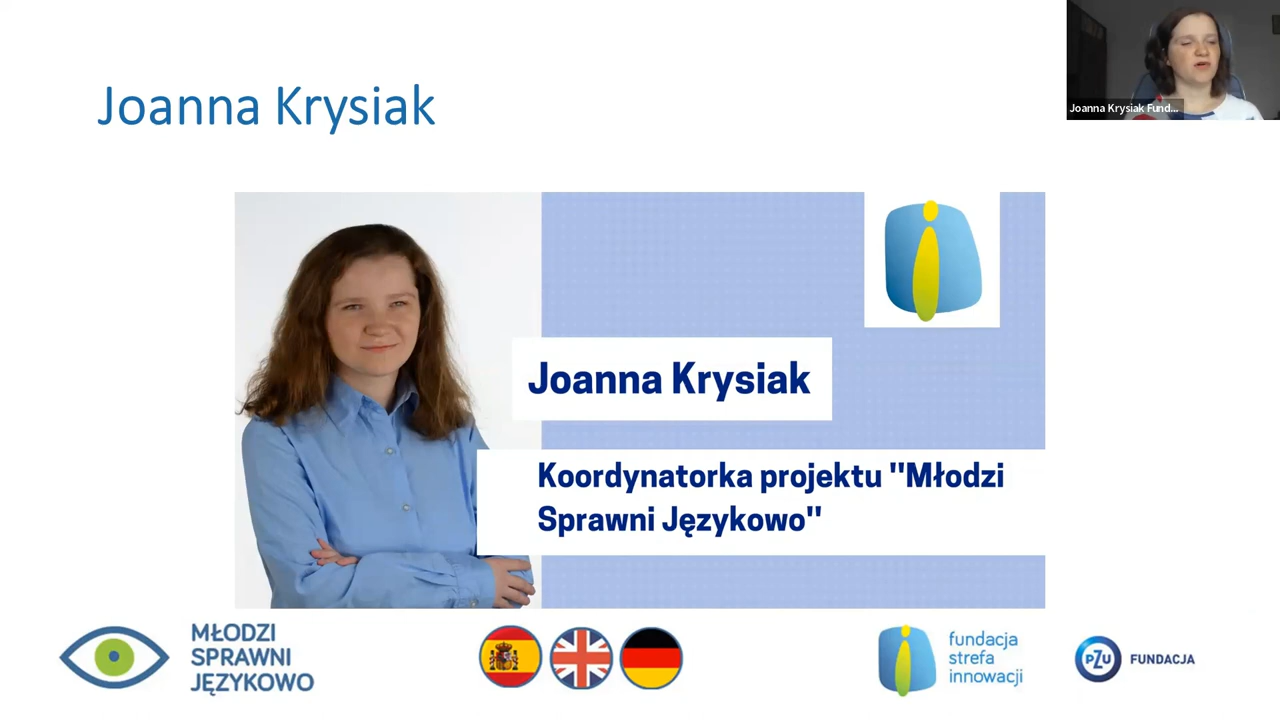 Joanna Krysiak
Joanna Krysiak Fund...
Joanna Krysiak
Koordynatorka projektu "Młodzi
Sprawni Językowo"
MŁODZI
SPRAWNI
JĘZYKOWO
fundacja
strefa
innowacji
PZU FUNDACJA